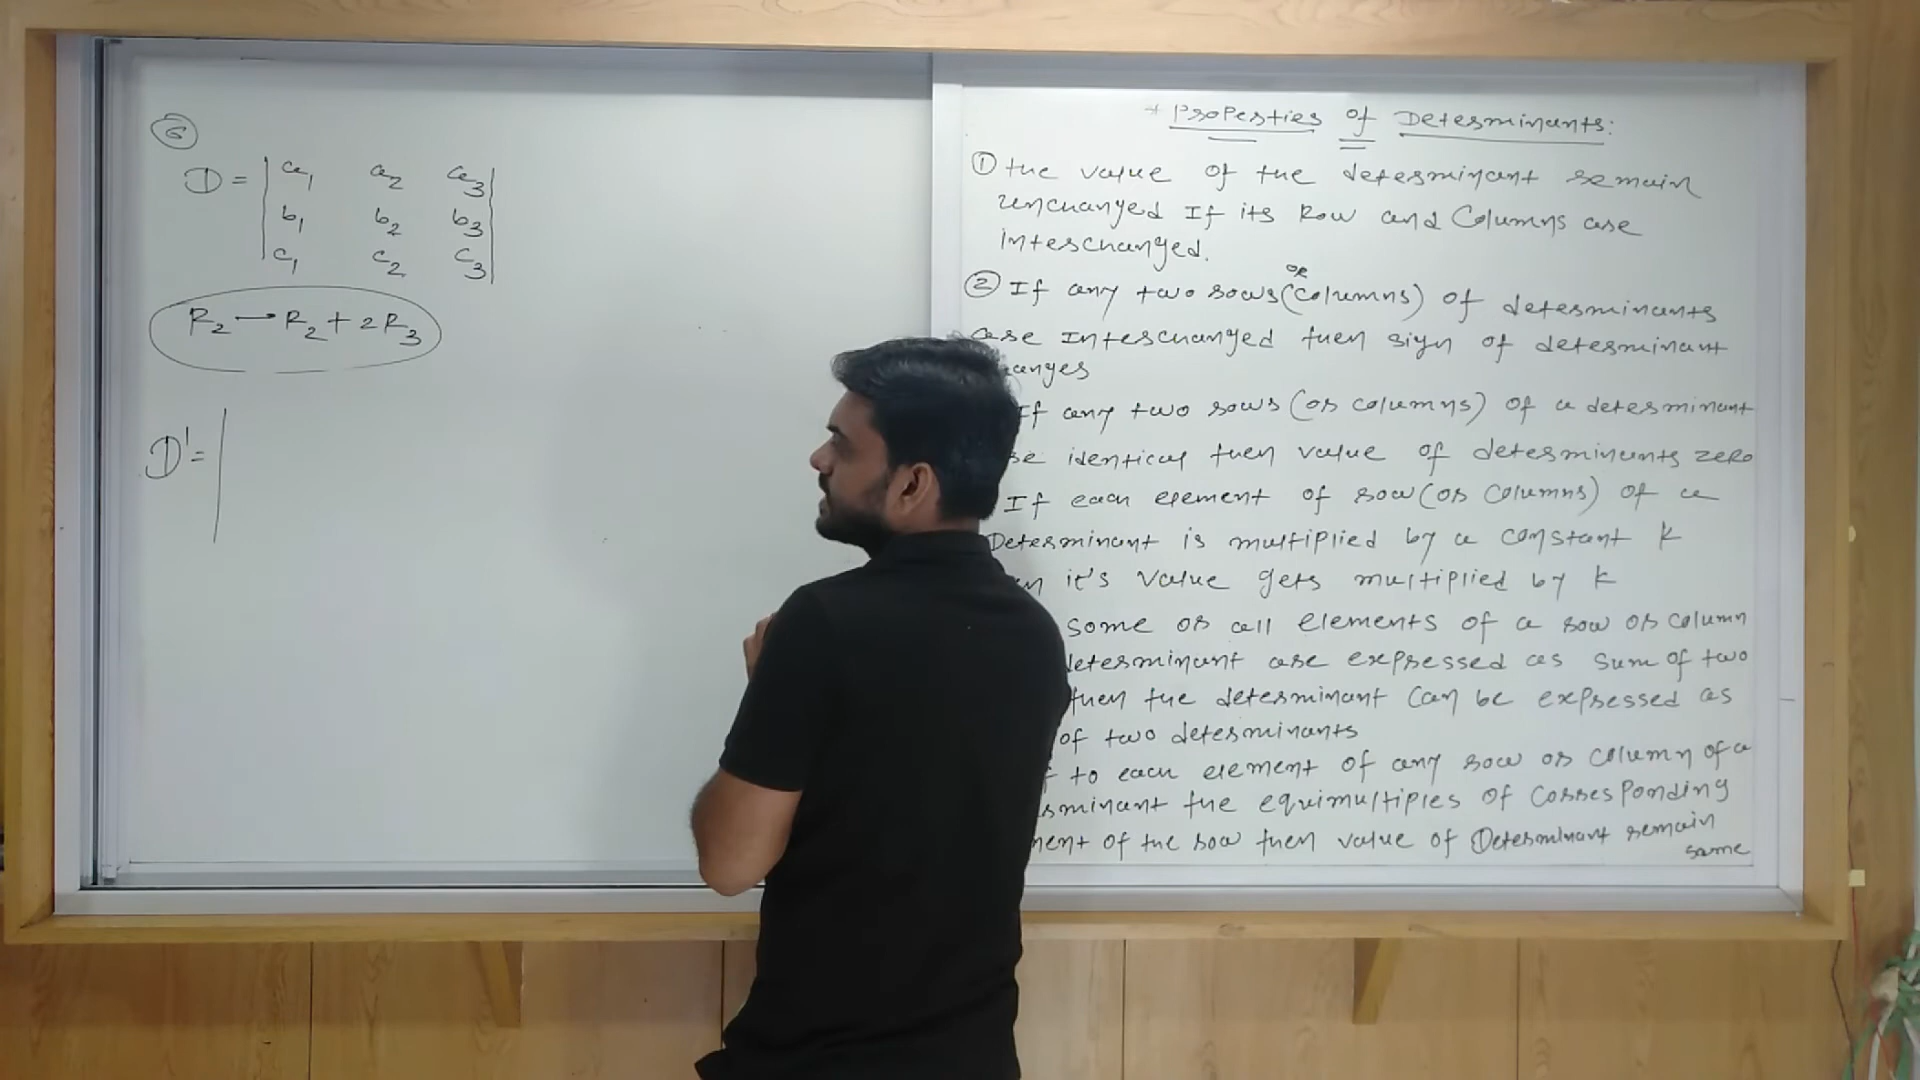 6
D = | a1 a2 a3 |
| b1 b2 b3 |
| c1 c2 c3 |
R2 → R2 + 2R3
D' = |
* Properties of Determinants:
① the value of the determinant remain
unchanged If its Row and Columns are
interchanged.
② If any two rows (or columns) of determinants
are Interchanged then sign of determinant
anges
If any two rows (or columns) of a determinant
identical then value of determinants zero
If each element of row (or columns) of a
Determinant is multiplied by a constant k
it's value gets multiplied by k
some or all elements of a row or column
determinant are expressed as sum of two
then the determinant can be expressed as
of two determinants
to each element of any row or column of a
rminant the equimultiples of corresponding
ment of the row then value of Determinant remain
same